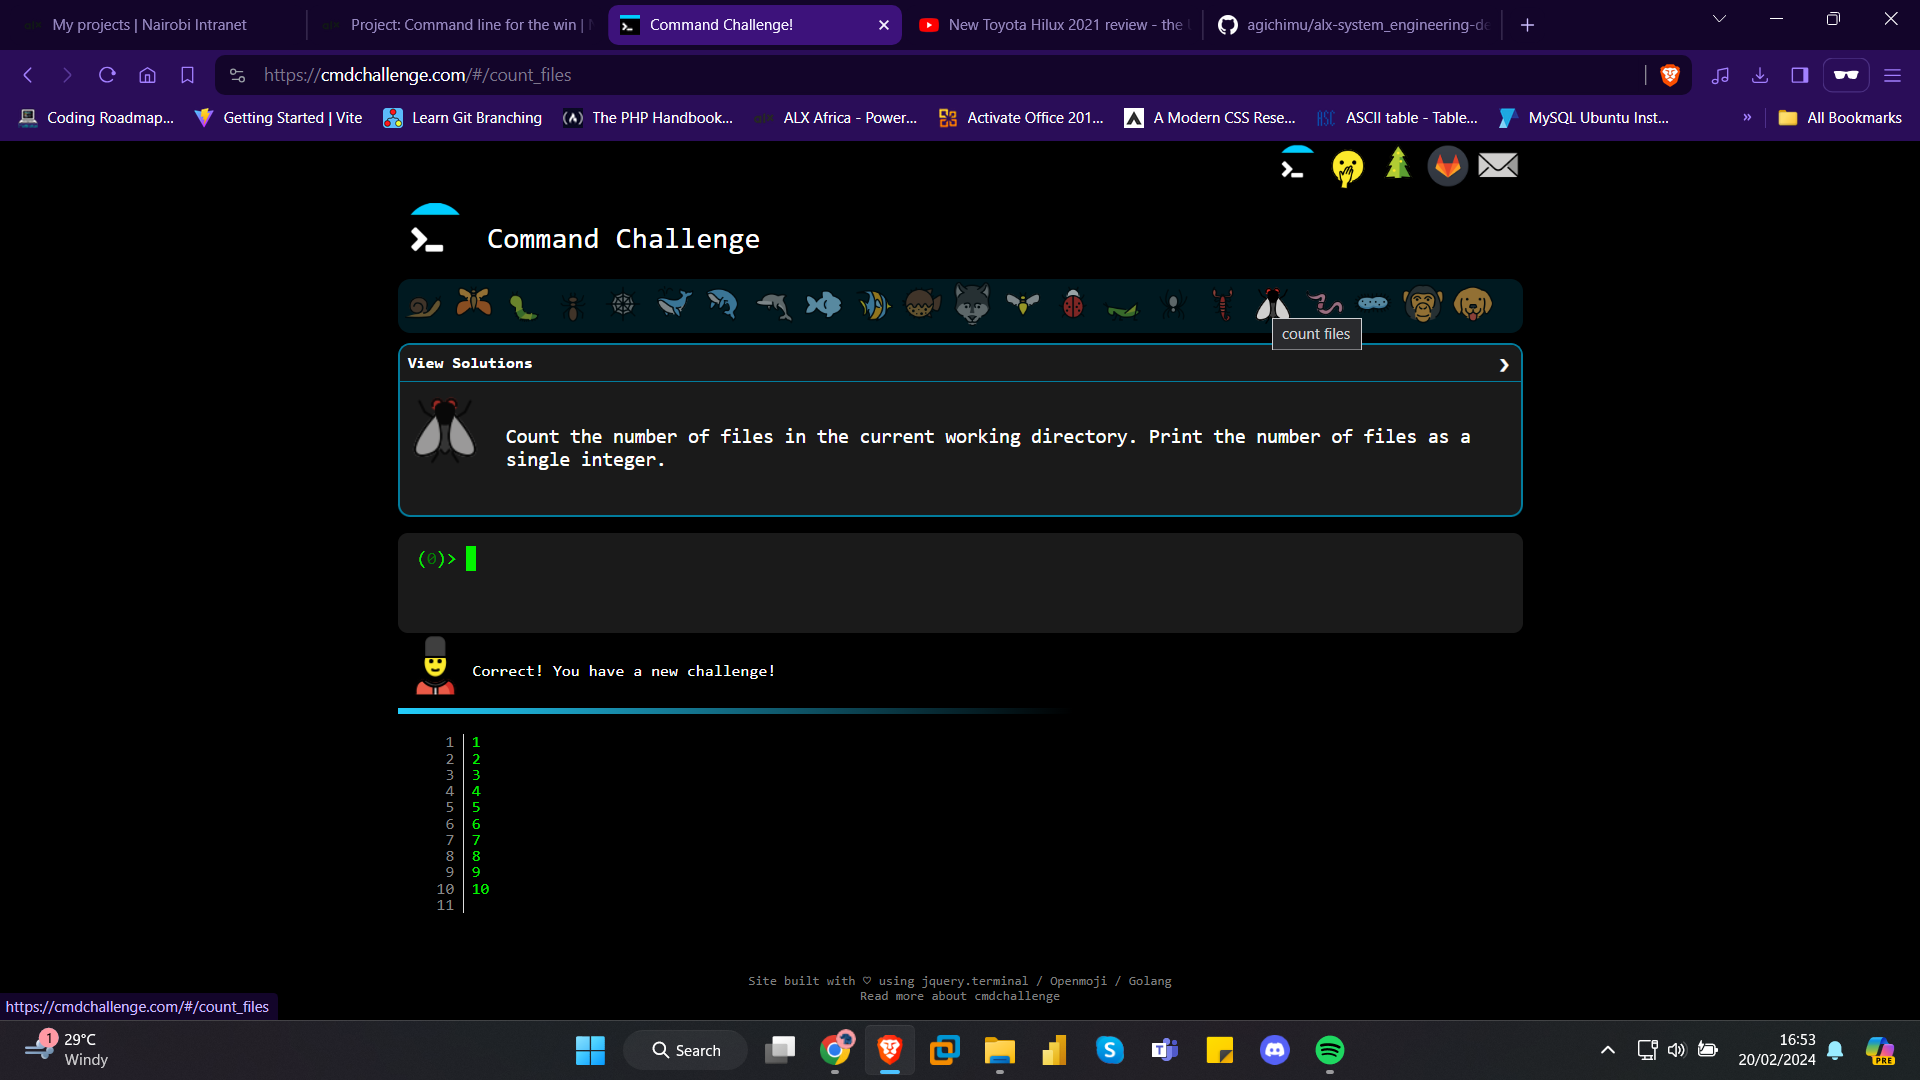 My projects | Nairobi Intranet
Project: Command line for the win |
Command Challenge!
New Toyota Hilux 2021 review - the
agichimu/alx-system_engineering-de
https://cmdchallenge.com/#/count_files
Coding Roadmap...
Getting Started | Vite
Learn Git Branching
The PHP Handbook...
ALX Africa - Power...
Activate Office 201...
A Modern CSS Rese...
ASC
ASCII table - Table...
MySQL Ubuntu Inst...
»
All Bookmarks
Command Challenge
count files
View Solutions
Count the number of files in the current working directory. Print the number of files as a
single integer.
(0)>
Correct! You have a new challenge!
1 1
2 2
3 3
4 4
5 5
6 6
7 7
8 8
9 9
10 10
11
Site built with ♡ using jquery.terminal / Openmoji / Golang
Read more about cmdchallenge
https://cmdchallenge.com/#/count_files
1
29°C
Windy
Search
16:53
20/02/2024
PRE